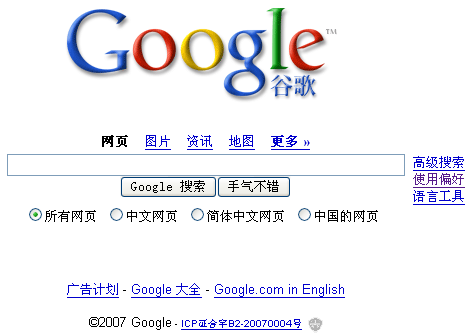 Google™
谷歌
网页 图片 资讯 地图 更多 »
高级搜索
使用偏好
语言工具
Google 搜索 手气不错
所有网页 中文网页 简体中文网页 中国的网页
广告计划 - Google 大全 - Google.com in English
©2007 Google - ICP证合字B2-20070004号